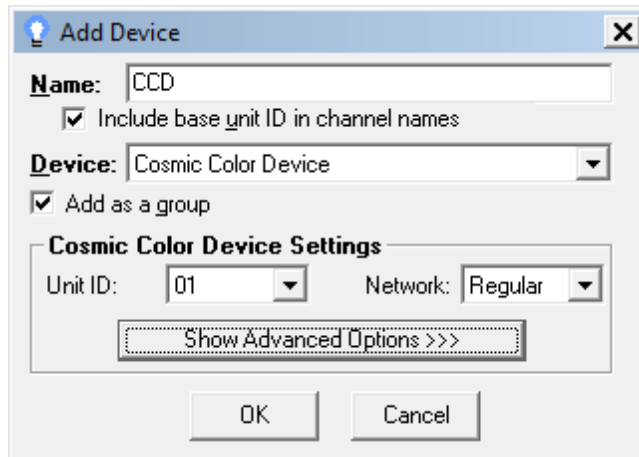 Add Device
Name: CCD
Include base unit ID in channel names
Device: Cosmic Color Device
Add as a group
Cosmic Color Device Settings
Unit ID: 01 Network: Regular
Show Advanced Options >>>
OK Cancel